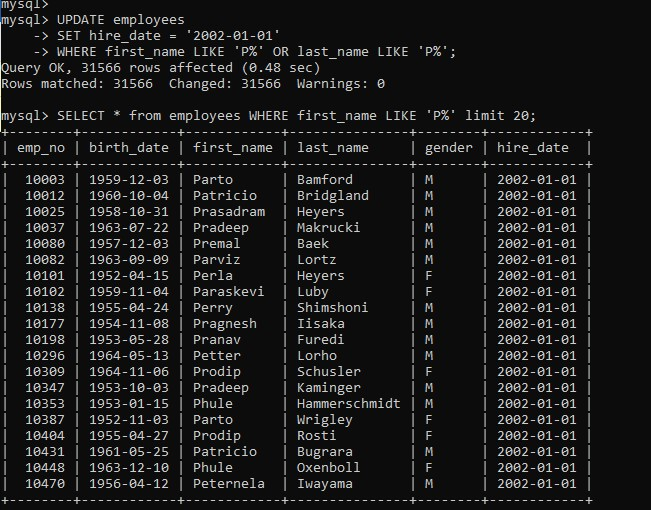 mysql>
mysql> UPDATE employees
    -> SET hire_date = '2002-01-01'
    -> WHERE first_name LIKE 'P%' OR last_name LIKE 'P%';
Query OK, 31566 rows affected (0.48 sec)
Rows matched: 31566  Changed: 31566  Warnings: 0

mysql> SELECT * from employees WHERE first_name LIKE 'P%' limit 20;
+--------+------------+------------+---------------+--------+------------+
| emp_no | birth_date | first_name | last_name     | gender | hire_date  |
+--------+------------+------------+---------------+--------+------------+
|  10003 | 1959-12-03 | Parto      | Bamford       | M      | 2002-01-01 |
|  10012 | 1960-10-04 | Patricio   | Bridgland     | M      | 2002-01-01 |
|  10025 | 1958-10-31 | Prasadram  | Heyers        | M      | 2002-01-01 |
|  10037 | 1963-07-22 | Pradeep    | Makrucki      | M      | 2002-01-01 |
|  10080 | 1957-12-03 | Premal     | Baek          | M      | 2002-01-01 |
|  10082 | 1963-09-09 | Parviz     | Lortz         | M      | 2002-01-01 |
|  10101 | 1952-04-15 | Perla      | Heyers        | F      | 2002-01-01 |
|  10102 | 1959-11-04 | Paraskevi  | Luby          | F      | 2002-01-01 |
|  10138 | 1955-04-24 | Perry      | Shimshoni     | M      | 2002-01-01 |
|  10177 | 1954-11-08 | Pragnesh   | Iisaka        | M      | 2002-01-01 |
|  10198 | 1953-05-28 | Pranav     | Furedi        | M      | 2002-01-01 |
|  10296 | 1964-05-13 | Petter     | Lorho         | M      | 2002-01-01 |
|  10309 | 1964-11-06 | Prodip     | Schusler      | F      | 2002-01-01 |
|  10347 | 1953-10-03 | Pradeep    | Kaminger      | M      | 2002-01-01 |
|  10353 | 1953-01-15 | Phule      | Hammerschmidt | M      | 2002-01-01 |
|  10387 | 1952-11-03 | Parto      | Wrigley       | F      | 2002-01-01 |
|  10404 | 1955-04-27 | Prodip     | Rosti         | F      | 2002-01-01 |
|  10431 | 1961-05-25 | Patricio   | Bugrara       | M      | 2002-01-01 |
|  10448 | 1963-12-10 | Phule      | Oxenboll      | F      | 2002-01-01 |
|  10470 | 1956-04-12 | Peternela  | Iwayama       | M      | 2002-01-01 |
+--------+------------+------------+---------------+--------+------------+